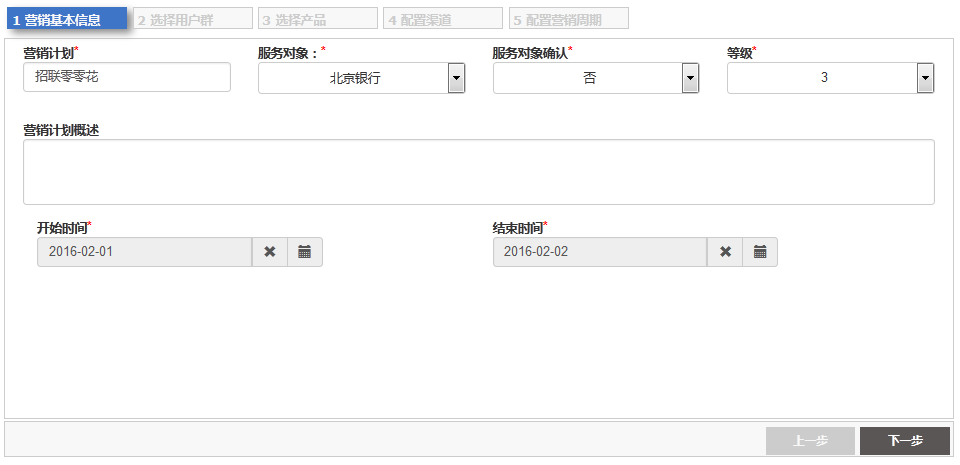 1 营销基本信息 2 选择用户群 3 选择产品 4 配置渠道 5 配置营销周期
营销计划* 服务对象：* 服务对象确认* 等级*
招联零零花 北京银行 否 3
营销计划概述
开始时间* 结束时间*
2016-02-01 2016-02-02
上一步 下一步